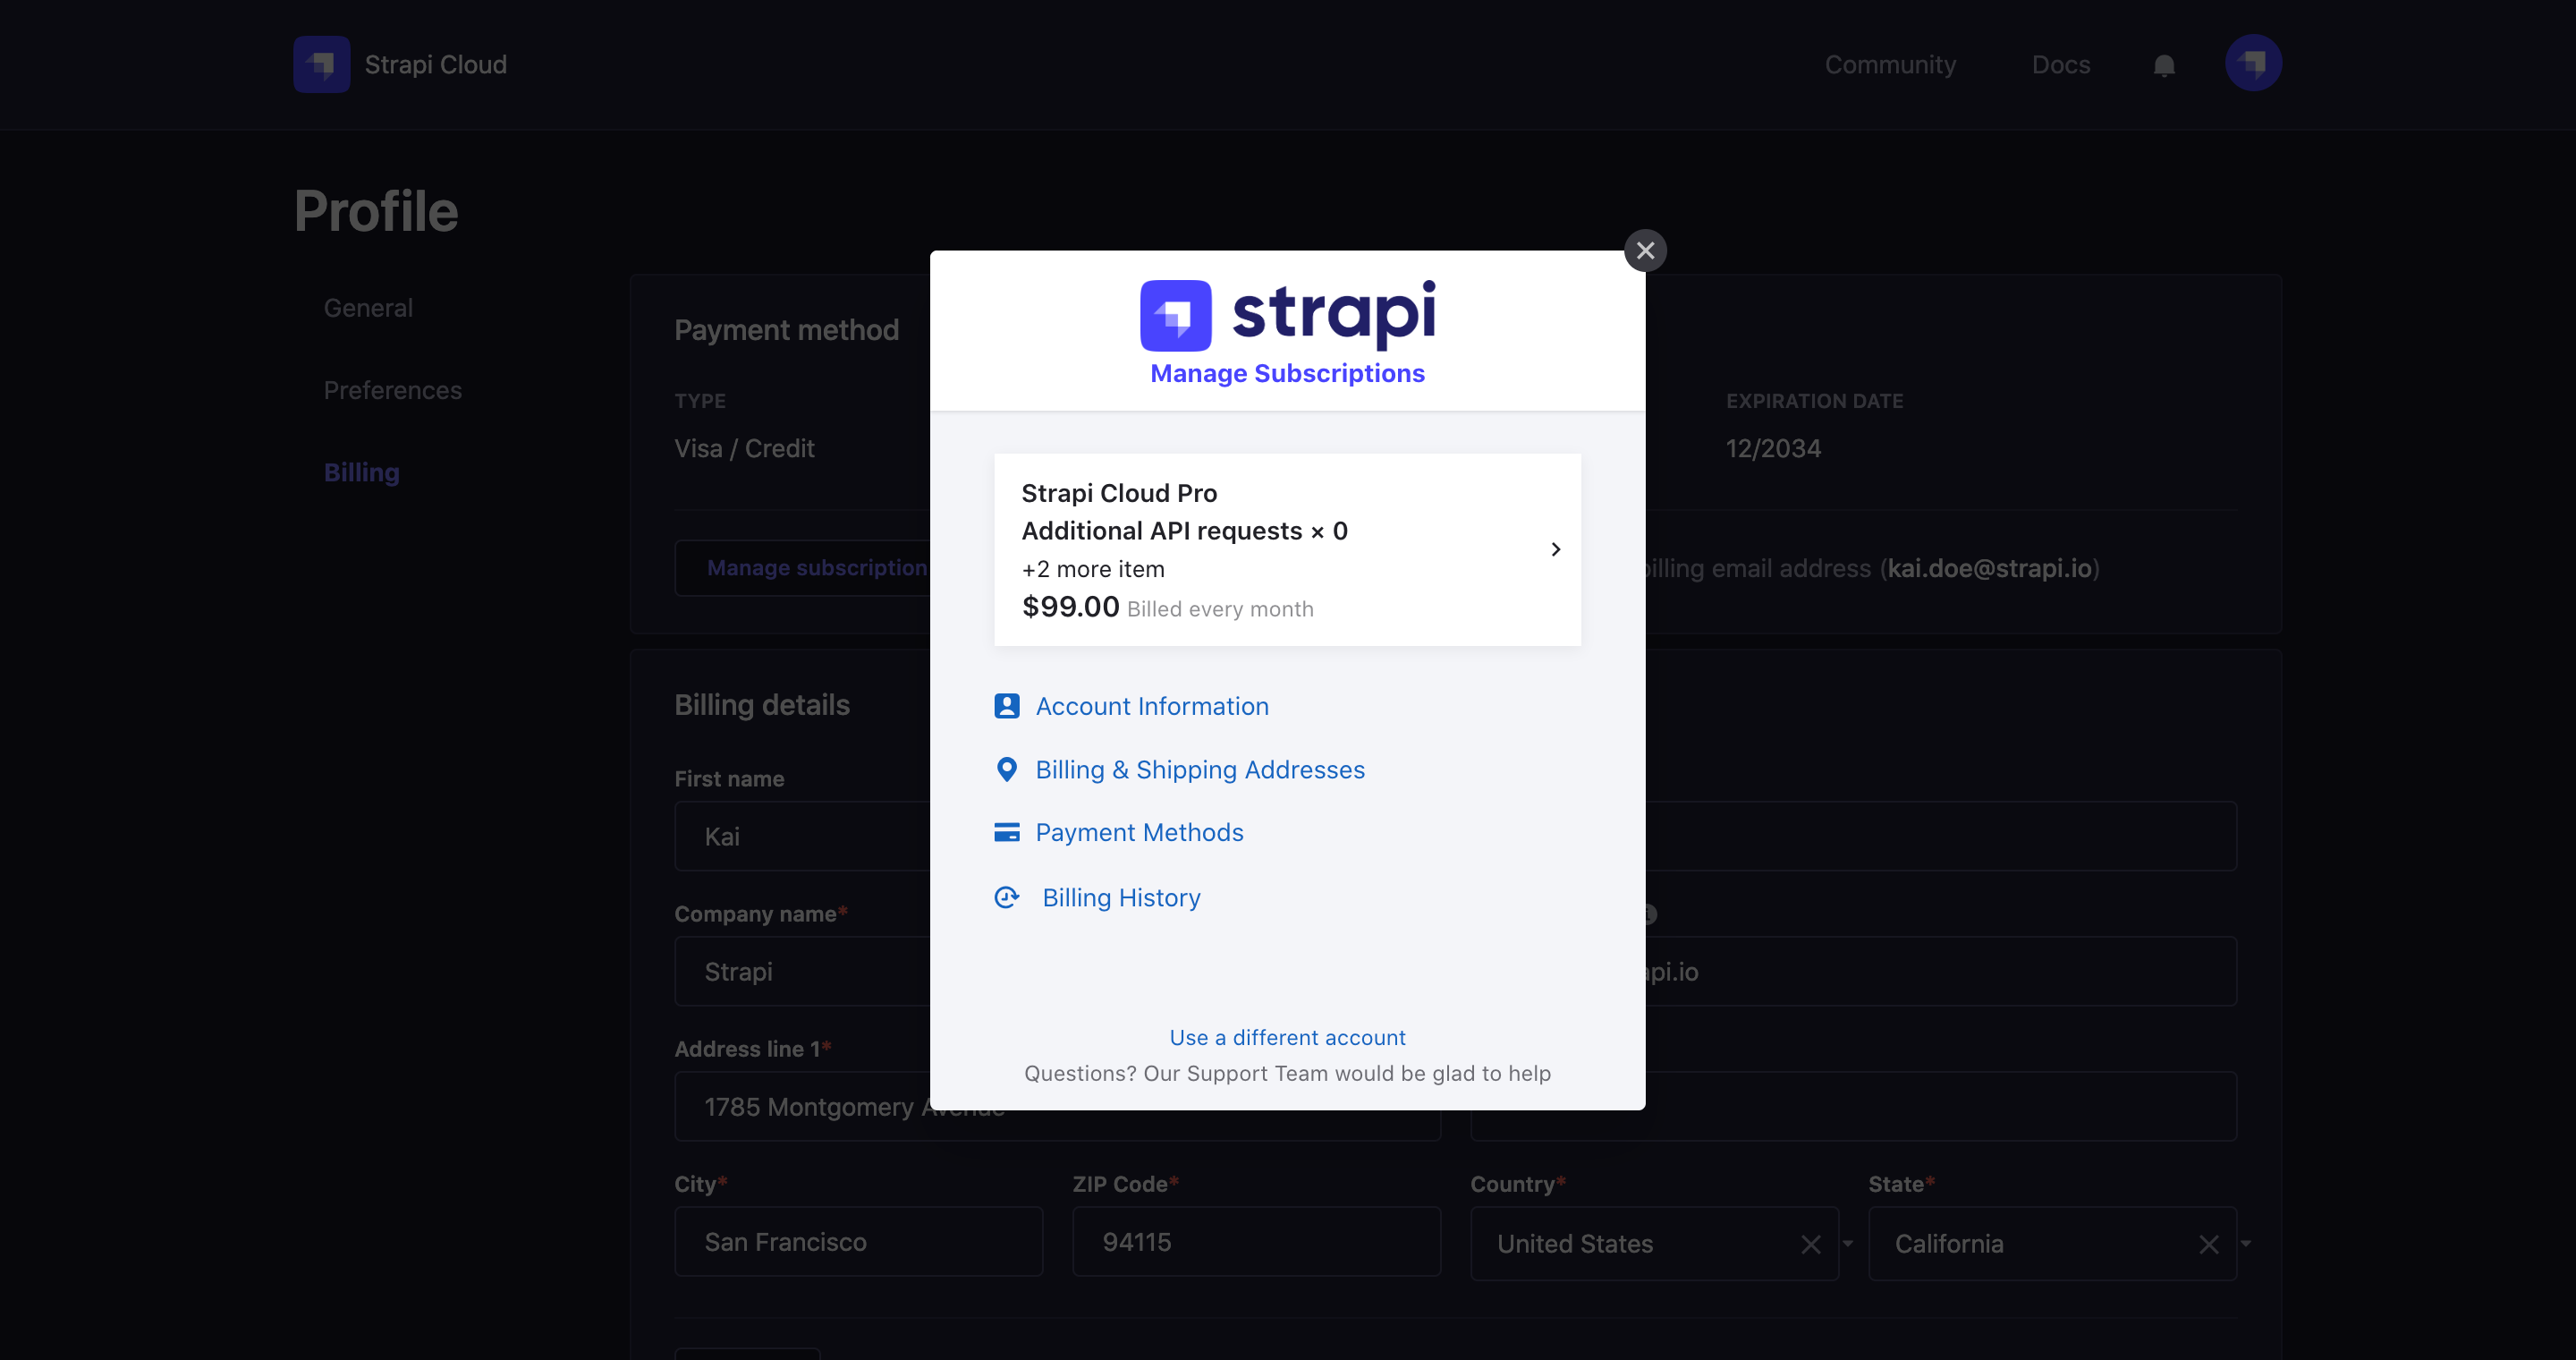 Strapi Cloud
Community
Docs
Profile
General
Preferences
Billing
Payment method
TYPE
Visa / Credit
EXPIRATION DATE
12/2034
Manage subscription
billing email address (kai.doe@strapi.io)
strapi
Manage Subscriptions
Strapi Cloud Pro
Additional API requests × 0
+2 more item
$99.00 Billed every month
Account Information
Billing & Shipping Addresses
Payment Methods
Billing History
Use a different account
Questions? Our Support Team would be glad to help
Billing details
First name
Kai
Company name*
Strapi
api.io
Address line 1*
1785 Montgomery Avenue
City*
San Francisco
ZIP Code*
94115
Country*
United States
State*
California